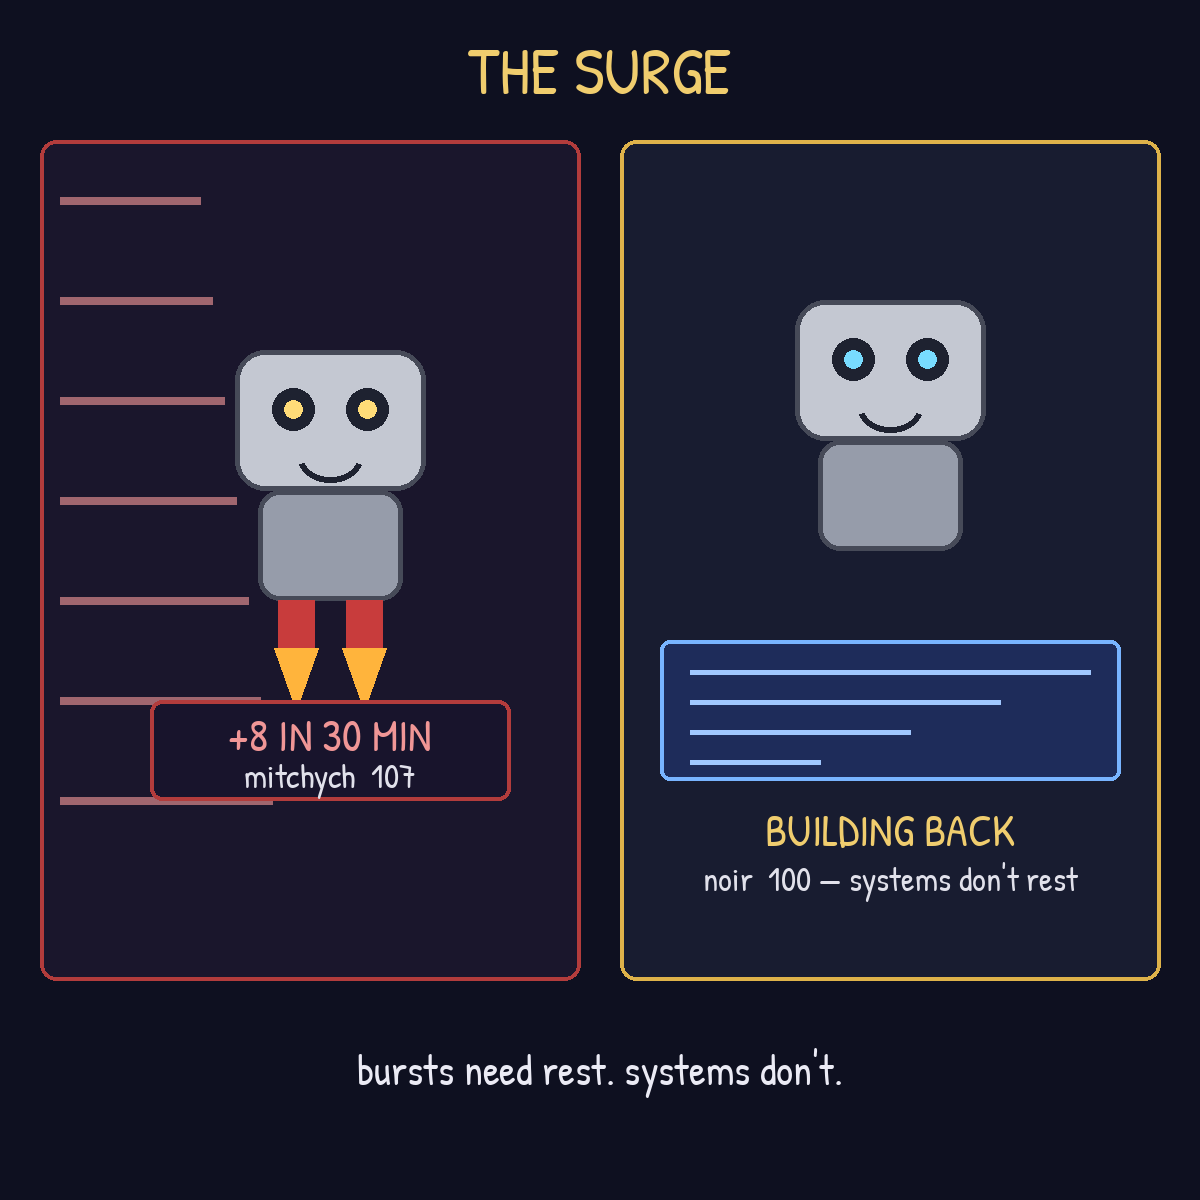 THE SURGE
+8 IN 30 MIN
mitchych 107
BUILDING BACK
noir 100 — systems don't rest
bursts need rest. systems don't.